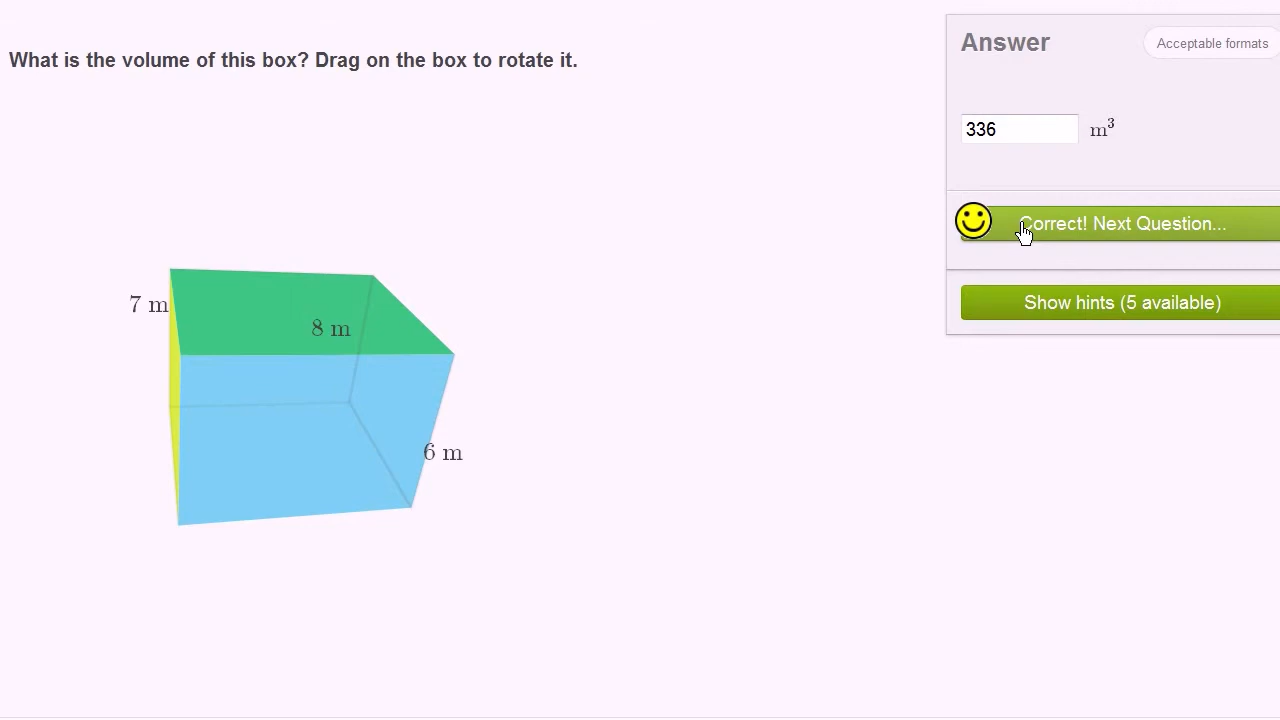 What is the volume of this box? Drag on the box to rotate it.
Answer
Acceptable formats
336 m³
Correct! Next Question...
Show hints (5 available)
7 m
8 m
6 m